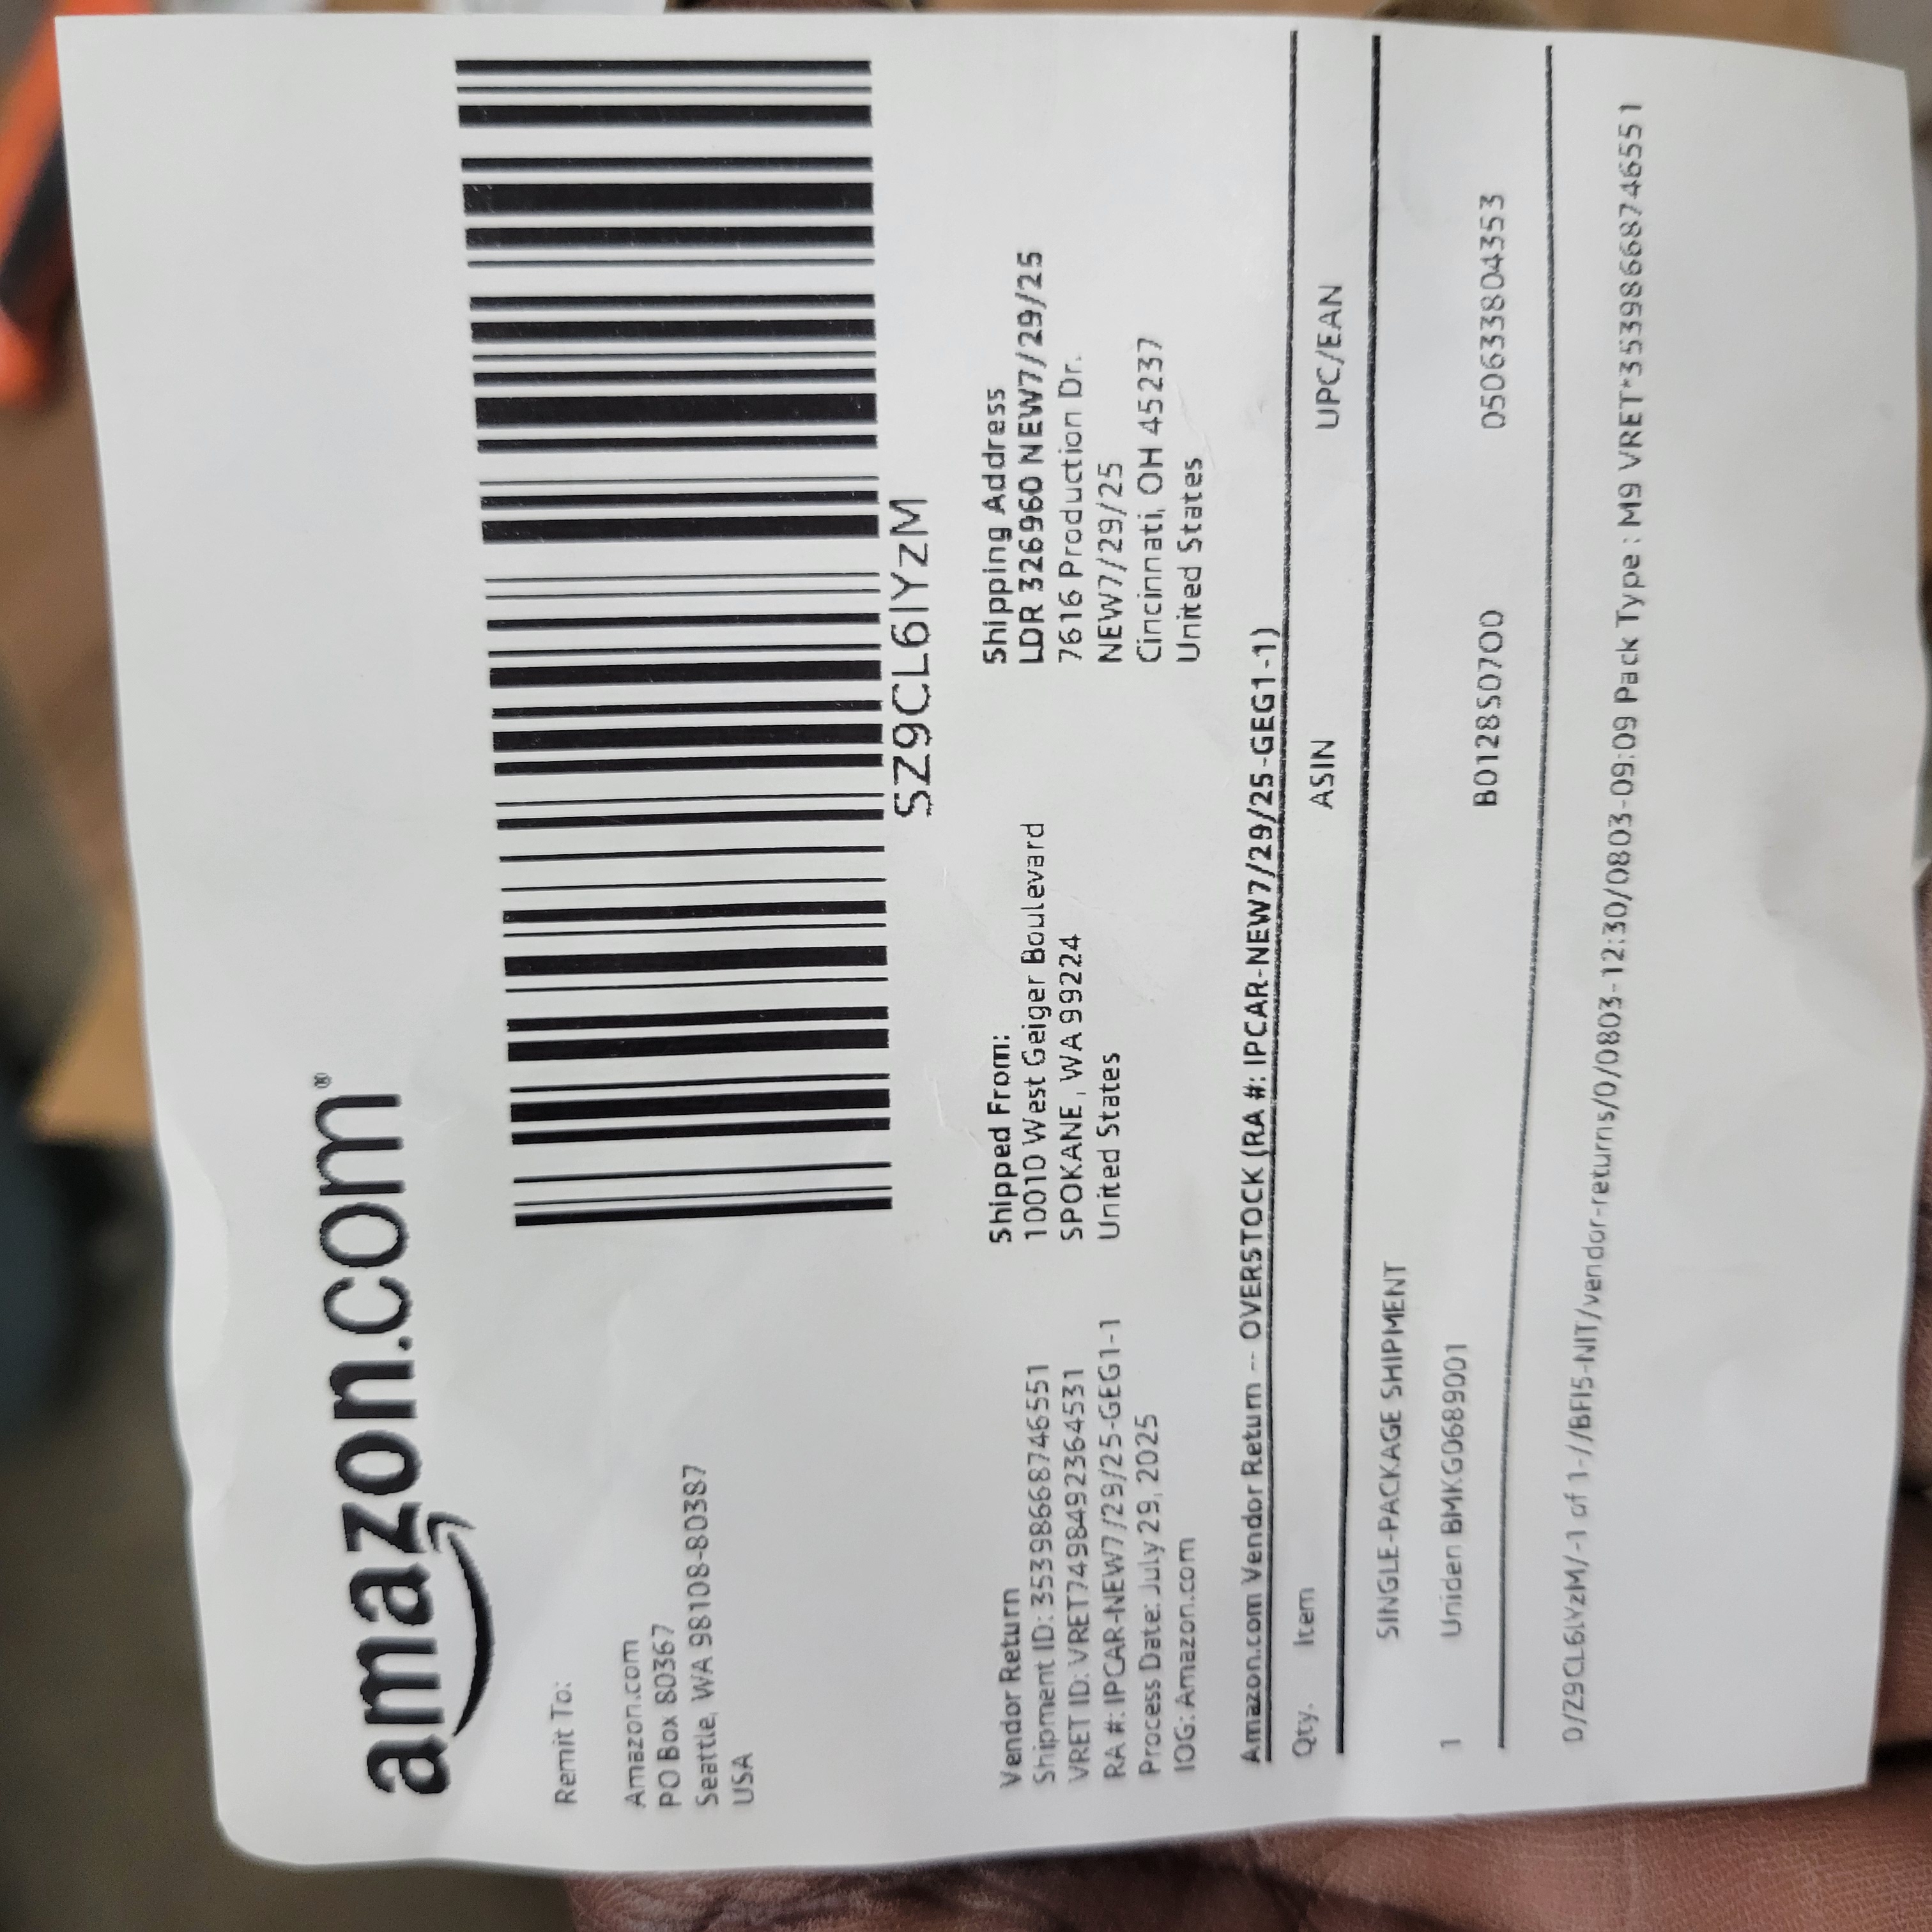 amazon.com®
SZ9CL6lYzM
Remit To:
Amazon.com
PO Box 80367
Seattle, WA 98108-80387
USA
Vendor Return
Shipment ID: 35398668746551
VRET ID: VRET7498492364531
RA #: IPCAR-NEW7/29/25-GEG1-1
Process Date: July 29, 2025
IOG: Amazon.com
Shipped From:
10010 West Geiger Boulevard
SPOKANE, WA 99224
United States
Shipping Address
LDR 326960 NEW7/29/25
7616 Production Dr.
NEW7/29/25
Cincinnati, OH 45237
United States
Amazon.com Vendor Return -- OVERSTOCK (RA #: IPCAR-NEW7/29/25-GEG1-1)
Qty. Item ASIN UPC/EAN
SINGLE-PACKAGE SHIPMENT
1 Uniden BMKG0689001 B0128S07O0 050633804353
0/Z9CL6lYzM/-1 of 1-//BFI5-NIT/vendor-returns/0/0803-12:30/0803-09:09 Pack Type : M9 VRET*35398668746551